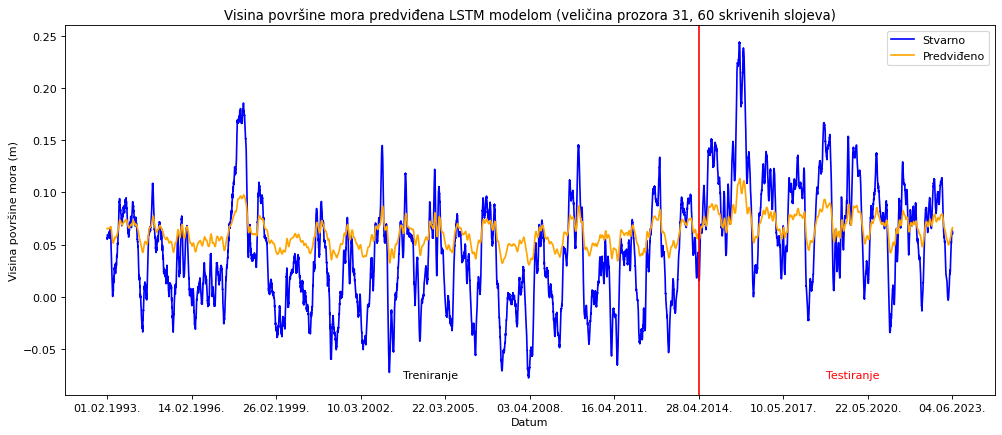 Visina površine mora predviđena LSTM modelom (veličina prozora 31, 60 skrivenih slojeva)
Stvarno
Predviđeno
Visina površine mora (m)
0.25
0.20
0.15
0.10
0.05
0.00
−0.05
Treniranje
Testiranje
01.02.1993.
14.02.1996.
26.02.1999.
10.03.2002.
22.03.2005.
03.04.2008.
16.04.2011.
28.04.2014.
10.05.2017.
22.05.2020.
04.06.2023.
Datum